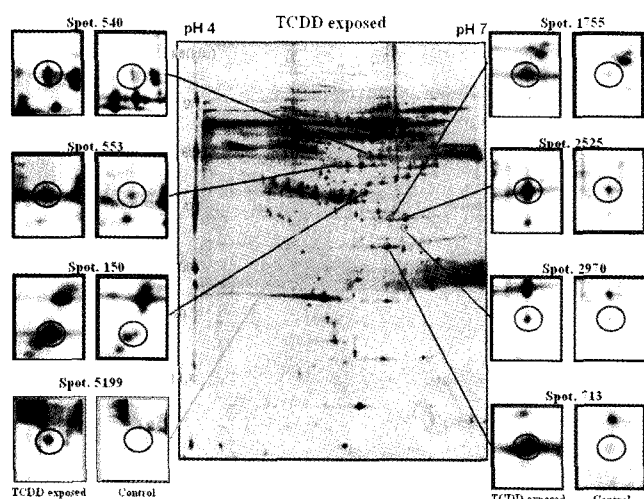 TCDD exposed
pH 4
pH 7
Spot. 540
Spot. 553
Spot. 150
Spot. 5199
TCDD exposed Control
Spot. 1755
Spot. 2525
Spot. 2970
Spot.
TCDD exposed Control